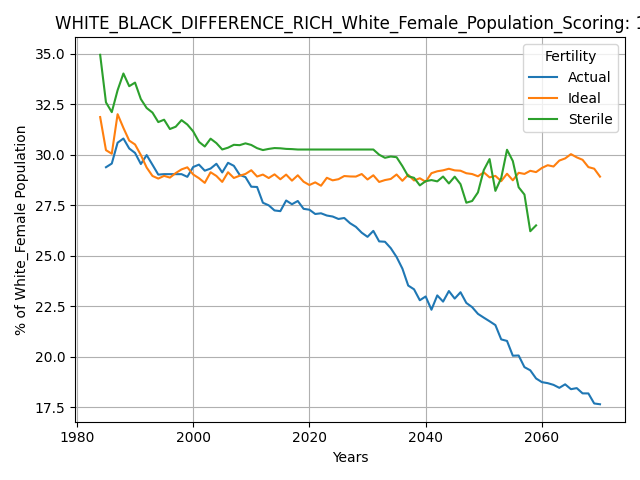 WHITE_BLACK_DIFFERENCE_RICH_White_Female_Population_Scoring: 1
Fertility
Actual
Ideal
Sterile
% of White_Female Population
35.0
32.5
30.0
27.5
25.0
22.5
20.0
17.5
1980
2000
2020
2040
2060
Years